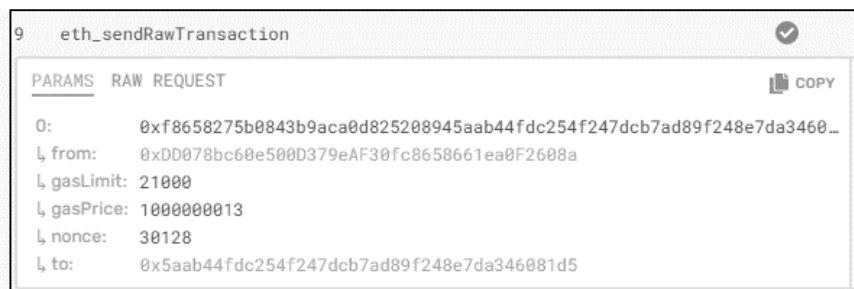 9 eth_sendRawTransaction
PARAMS RAW REQUEST COPY
0: 0xf8658275b0843b9aca0d825208945aab44fdc254f247dcb7ad89f248e7da3460…
↳ from: 0xDD078bc60e500D379eAF30fc8658661ea0F2608a
↳ gasLimit: 21000
↳ gasPrice: 1000000013
↳ nonce: 30128
↳ to: 0x5aab44fdc254f247dcb7ad89f248e7da346081d5